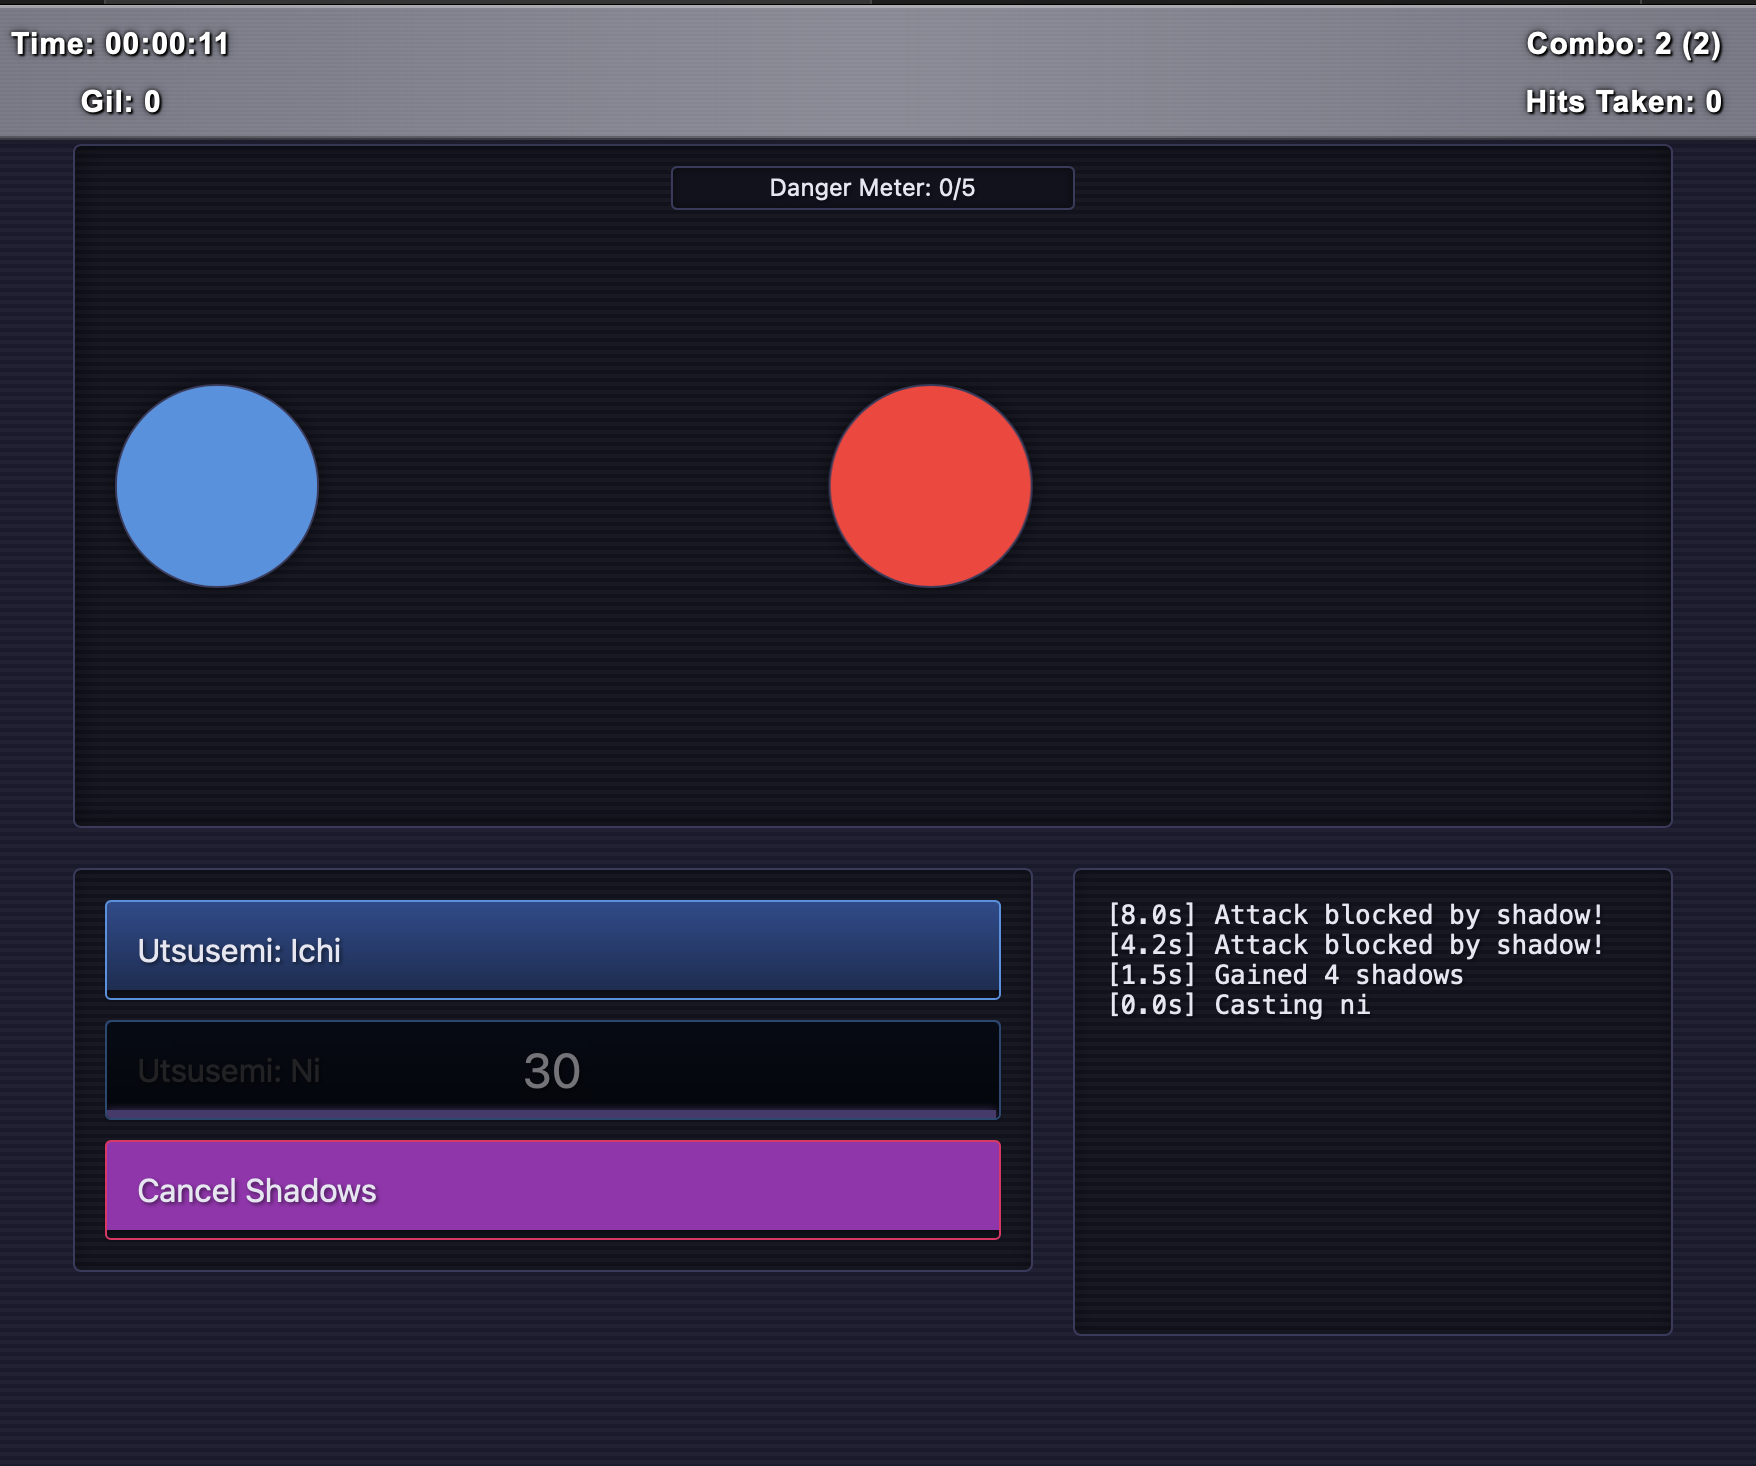 Time: 00:00:11
Combo: 2 (2)
Gil: 0
Hits Taken: 0
Danger Meter: 0/5
Utsusemi: Ichi
Utsusemi: Ni
30
Cancel Shadows
[8.0s] Attack blocked by shadow!
[4.2s] Attack blocked by shadow!
[1.5s] Gained 4 shadows
[0.0s] Casting ni